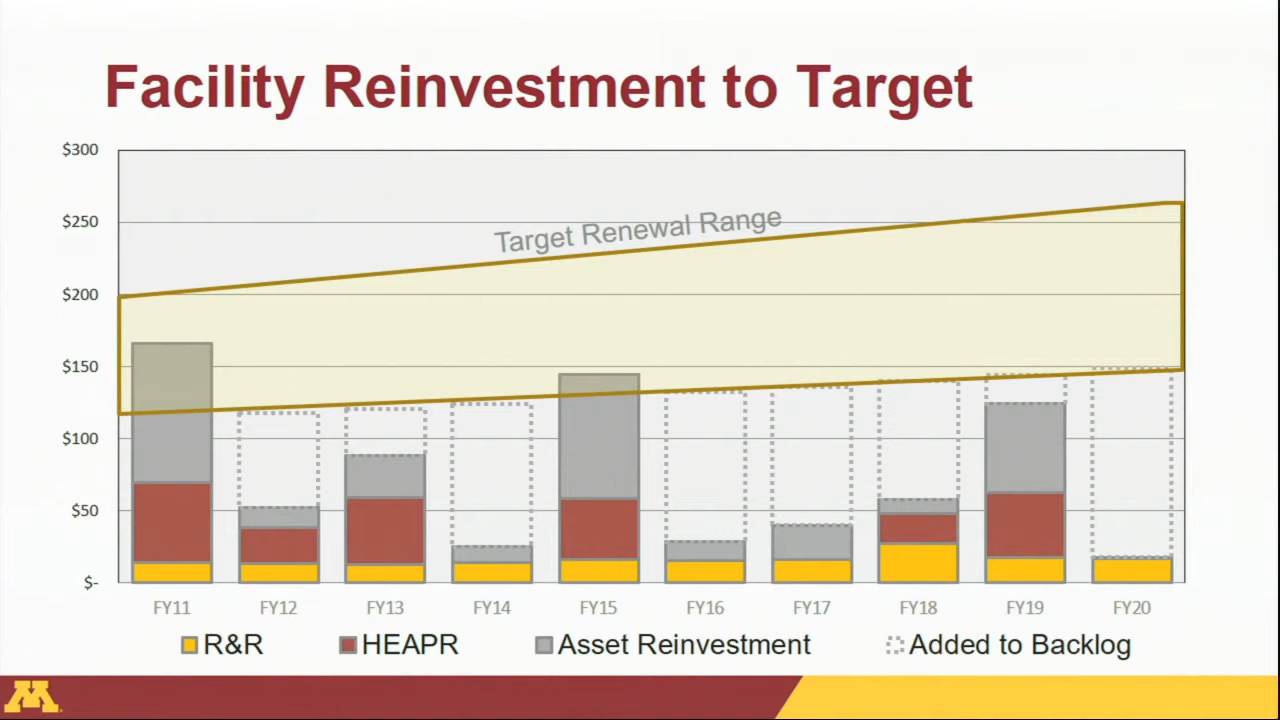 Facility Reinvestment to Target
$300
$250
$200
$150
$100
$50
$-
Target Renewal Range
FY11 FY12 FY13 FY14 FY15 FY16 FY17 FY18 FY19 FY20
R&R HEAPR Asset Reinvestment Added to Backlog
M